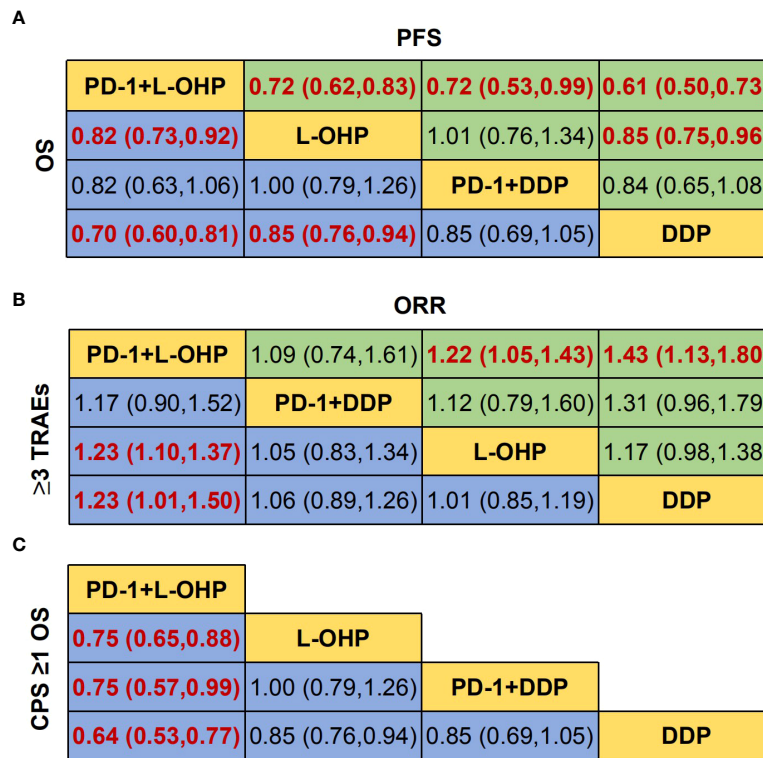 A
PFS
OS
PD-1+L-OHP 0.72 (0.62,0.83) 0.72 (0.53,0.99) 0.61 (0.50,0.73
0.82 (0.73,0.92) L-OHP 1.01 (0.76,1.34) 0.85 (0.75,0.96
0.82 (0.63,1.06) 1.00 (0.79,1.26) PD-1+DDP 0.84 (0.65,1.08
0.70 (0.60,0.81) 0.85 (0.76,0.94) 0.85 (0.69,1.05) DDP
B
ORR
≥3 TRAEs
PD-1+L-OHP 1.09 (0.74,1.61) 1.22 (1.05,1.43) 1.43 (1.13,1.80
1.17 (0.90,1.52) PD-1+DDP 1.12 (0.79,1.60) 1.31 (0.96,1.79
1.23 (1.10,1.37) 1.05 (0.83,1.34) L-OHP 1.17 (0.98,1.38
1.23 (1.01,1.50) 1.06 (0.89,1.26) 1.01 (0.85,1.19) DDP
C
CPS ≥1 OS
PD-1+L-OHP
0.75 (0.65,0.88) L-OHP
0.75 (0.57,0.99) 1.00 (0.79,1.26) PD-1+DDP
0.64 (0.53,0.77) 0.85 (0.76,0.94) 0.85 (0.69,1.05) DDP